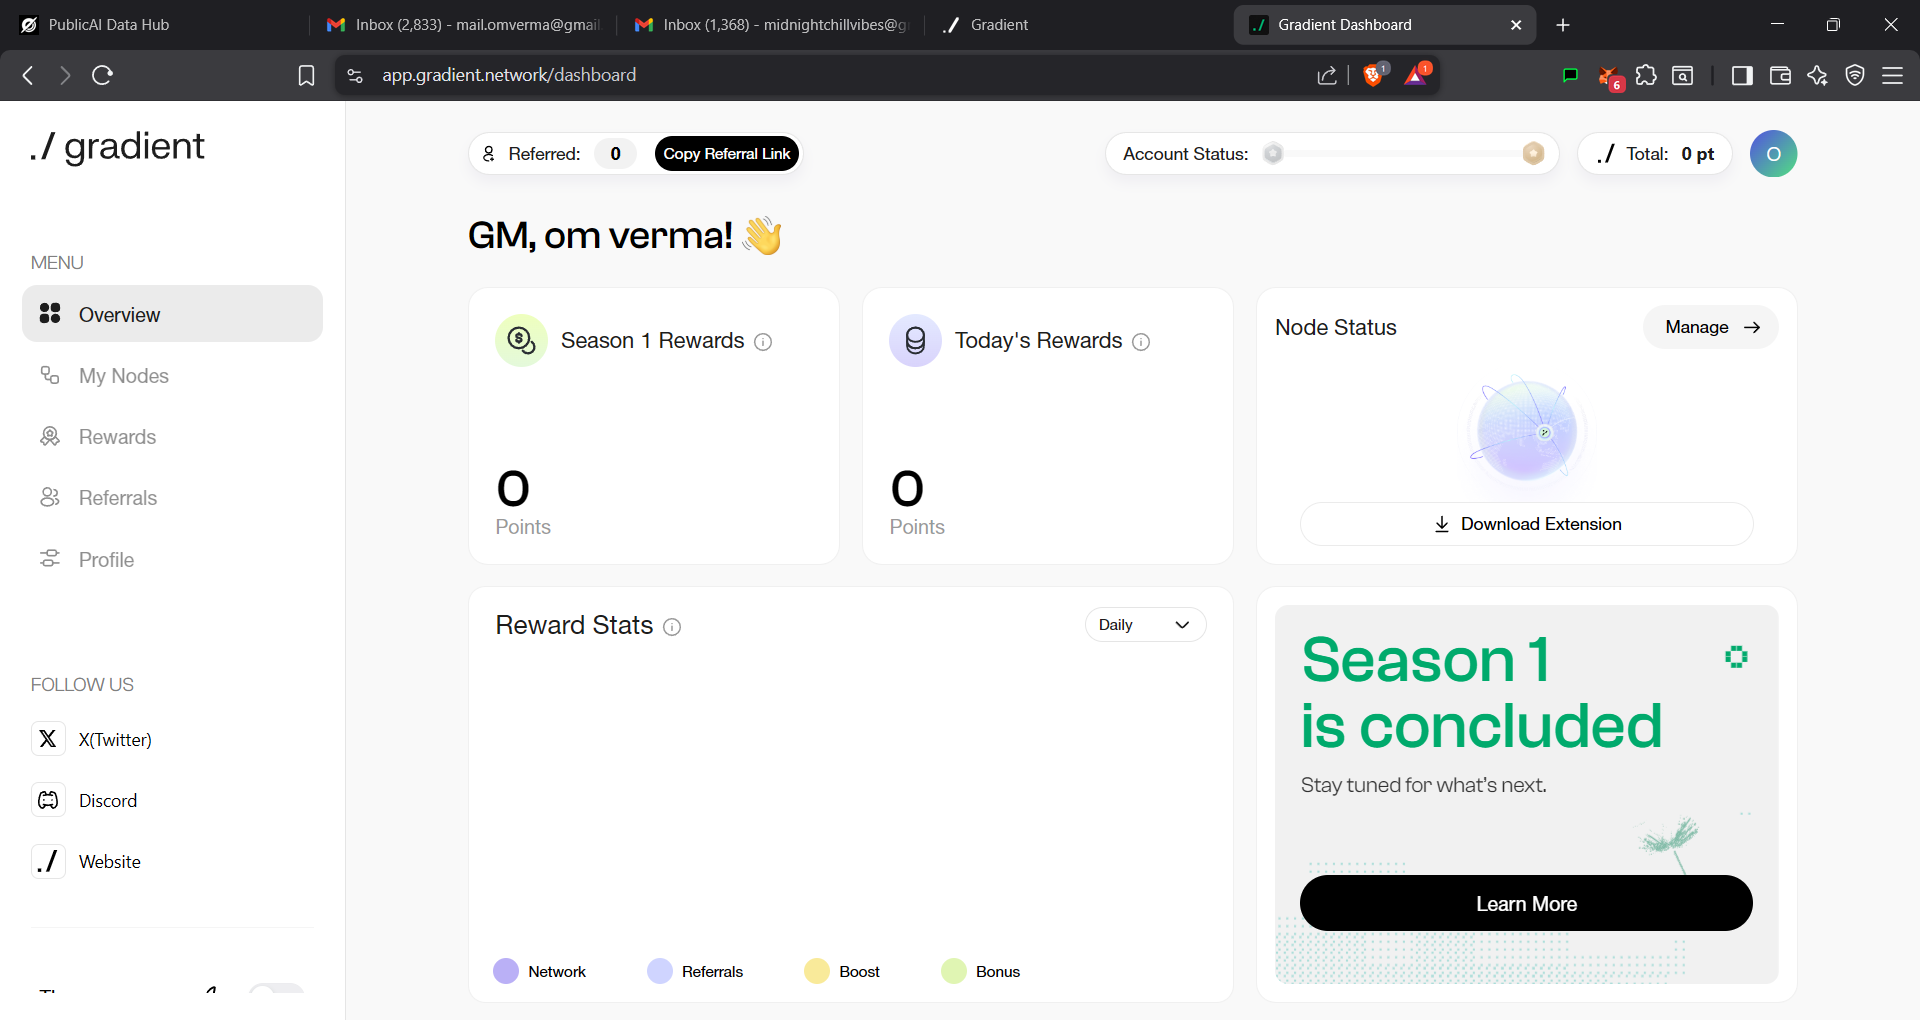 PublicAI Data Hub
Inbox (2,833) - mail.omverma@gmail
Inbox (1,368) - midnightchillvibes@g
Gradient
Gradient Dashboard
app.gradient.network/dashboard
1
1
6
./ gradient
Referred: 0 Copy Referral Link
Account Status:
Total: 0 pt
O
GM, om verma! 👋
MENU
Overview
My Nodes
Rewards
Referrals
Profile
Season 1 Rewards
0
Points
Today's Rewards
0
Points
Node Status
Manage →
Download Extension
Reward Stats
Daily
Network
Referrals
Boost
Bonus
Season 1
is concluded
Stay tuned for what's next.
Learn More
FOLLOW US
X(Twitter)
Discord
Website